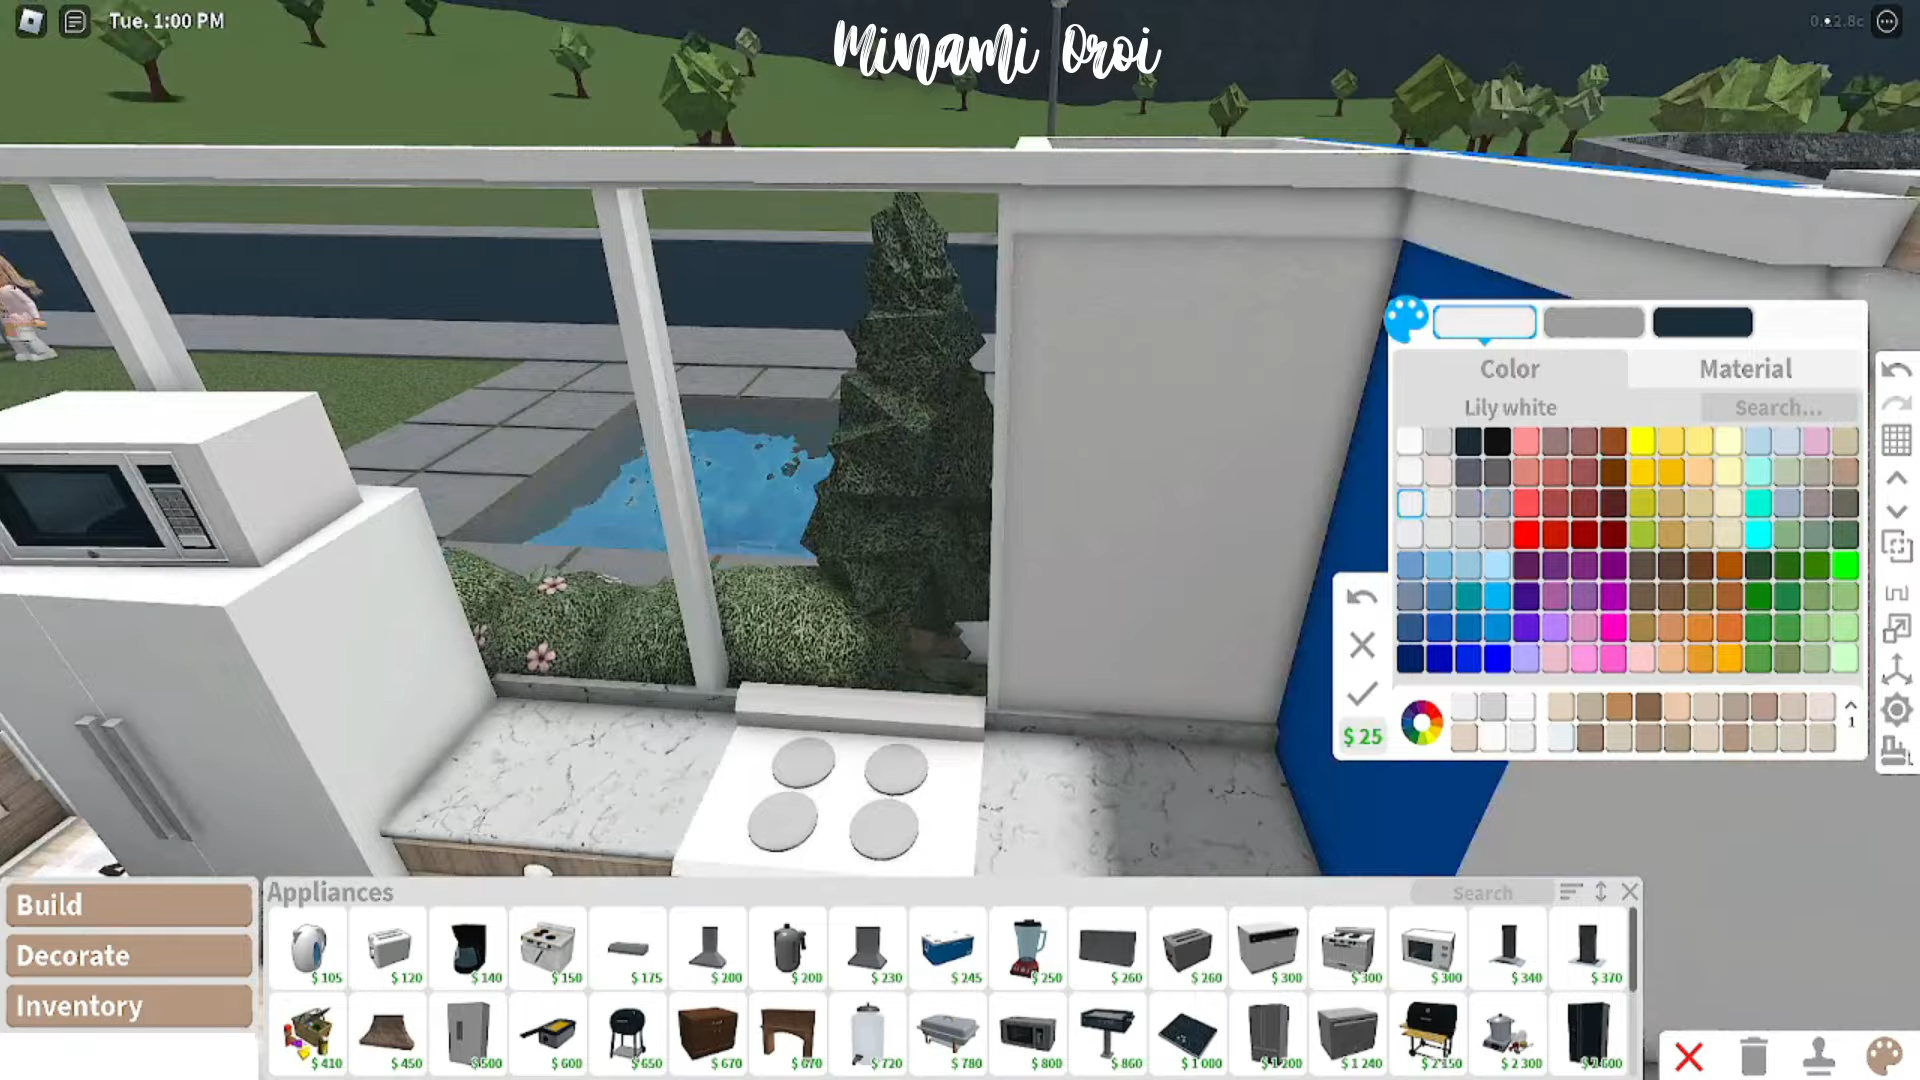 Tue. 1:00 PM
Minami Oroi
Color
Material
Lily white
Search...
$ 25
1
Build
Decorate
Inventory
Appliances
Search
$ 105
$ 120
$ 140
$ 150
$ 175
$ 200
$ 200
$ 230
$ 245
$ 250
$ 260
$ 260
$ 300
$ 300
$ 300
$ 340
$ 370
$ 410
$ 450
$ 500
$ 600
$ 650
$ 670
$ 670
$ 720
$ 780
$ 800
$ 860
$ 1 000
$ 1 200
$ 1 240
$ 2 150
$ 2 300